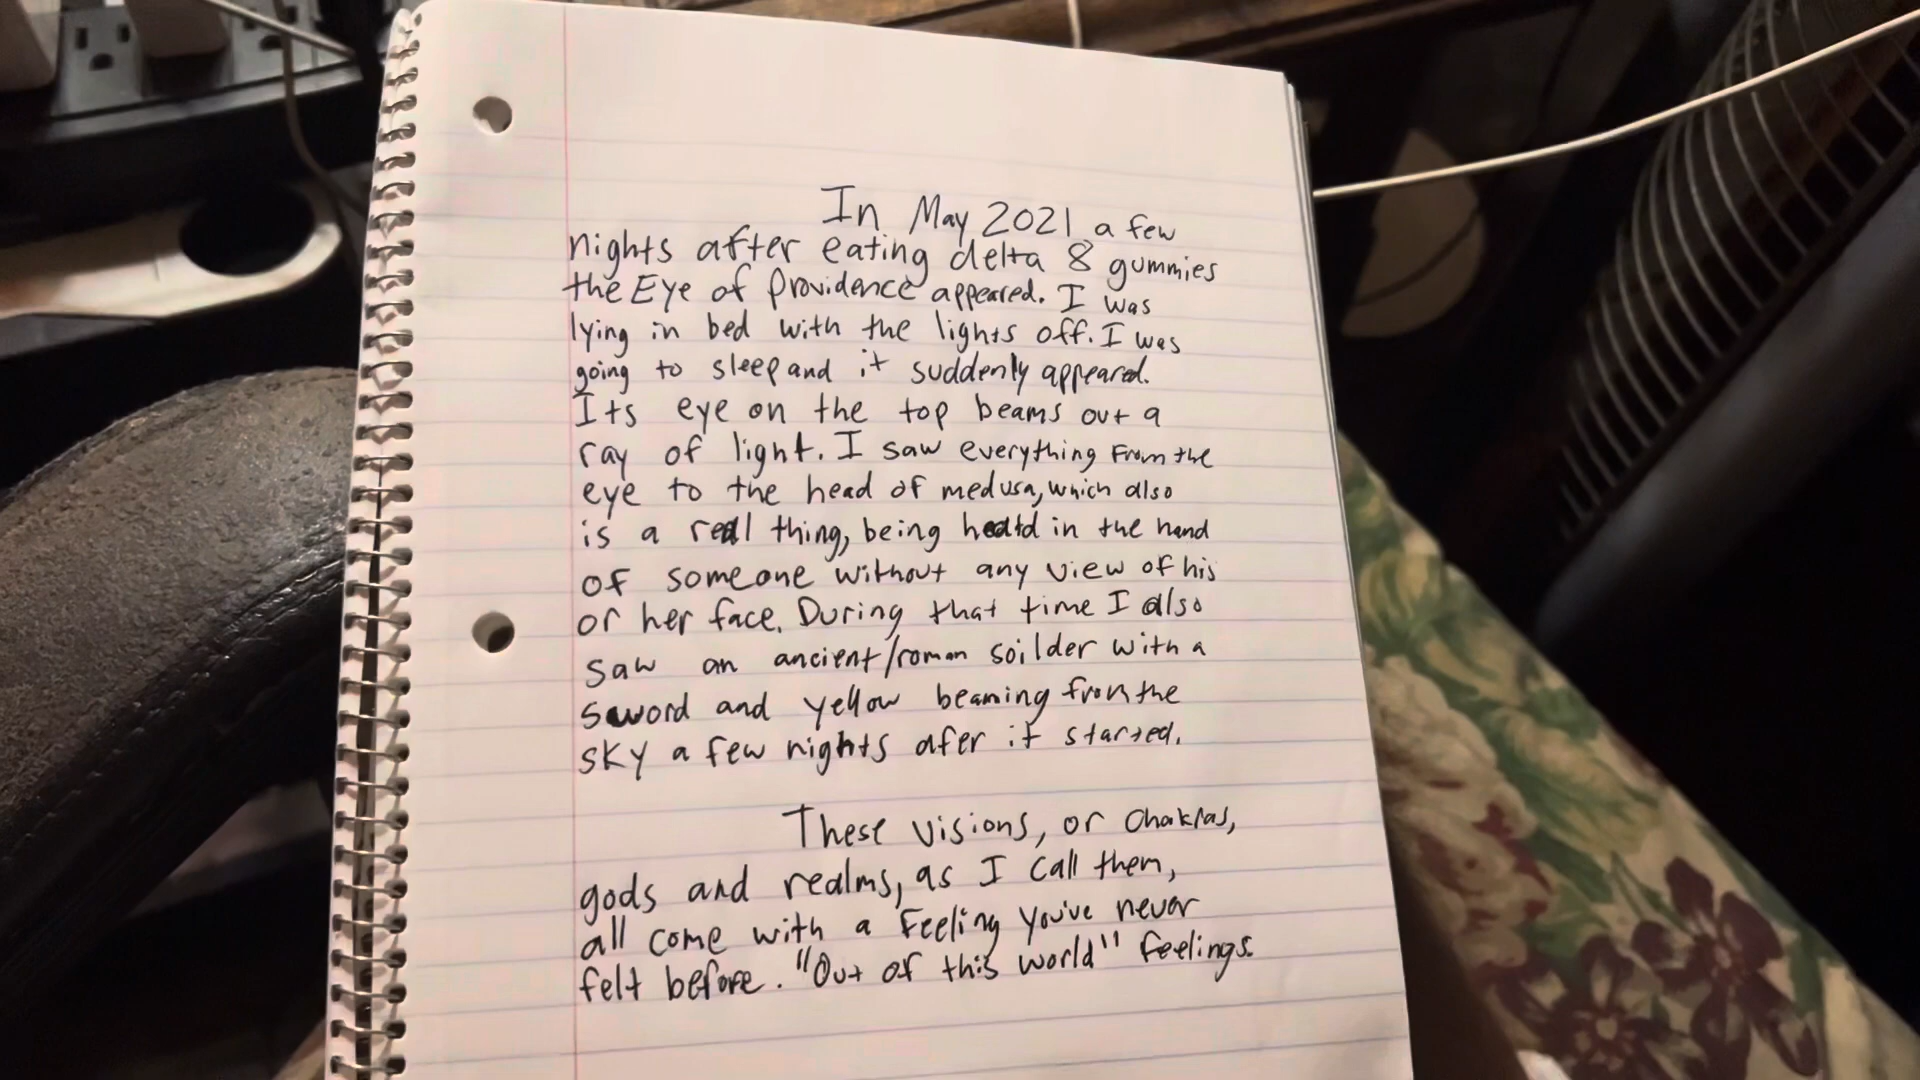 In May 2021 a few
nights after eating delta 8 gummies
the Eye of Providence appeared. I was
lying in bed with the lights off. I was
going to sleep and it suddenly appeared.
Its eye on the top beams out a
ray of light. I saw everything from the
eye to the head of medusa, which also
is a real thing, being in the hand
of someone without any view of his
or her face. During that time I also
saw an ancient/roman soilder with a
sword and yellow beaming from the
sky a few nights afer it started.
These visions, or chakras,
gods and realms, as I call them,
all come with a feeling you've never
felt before. "Out of this world" feelings.